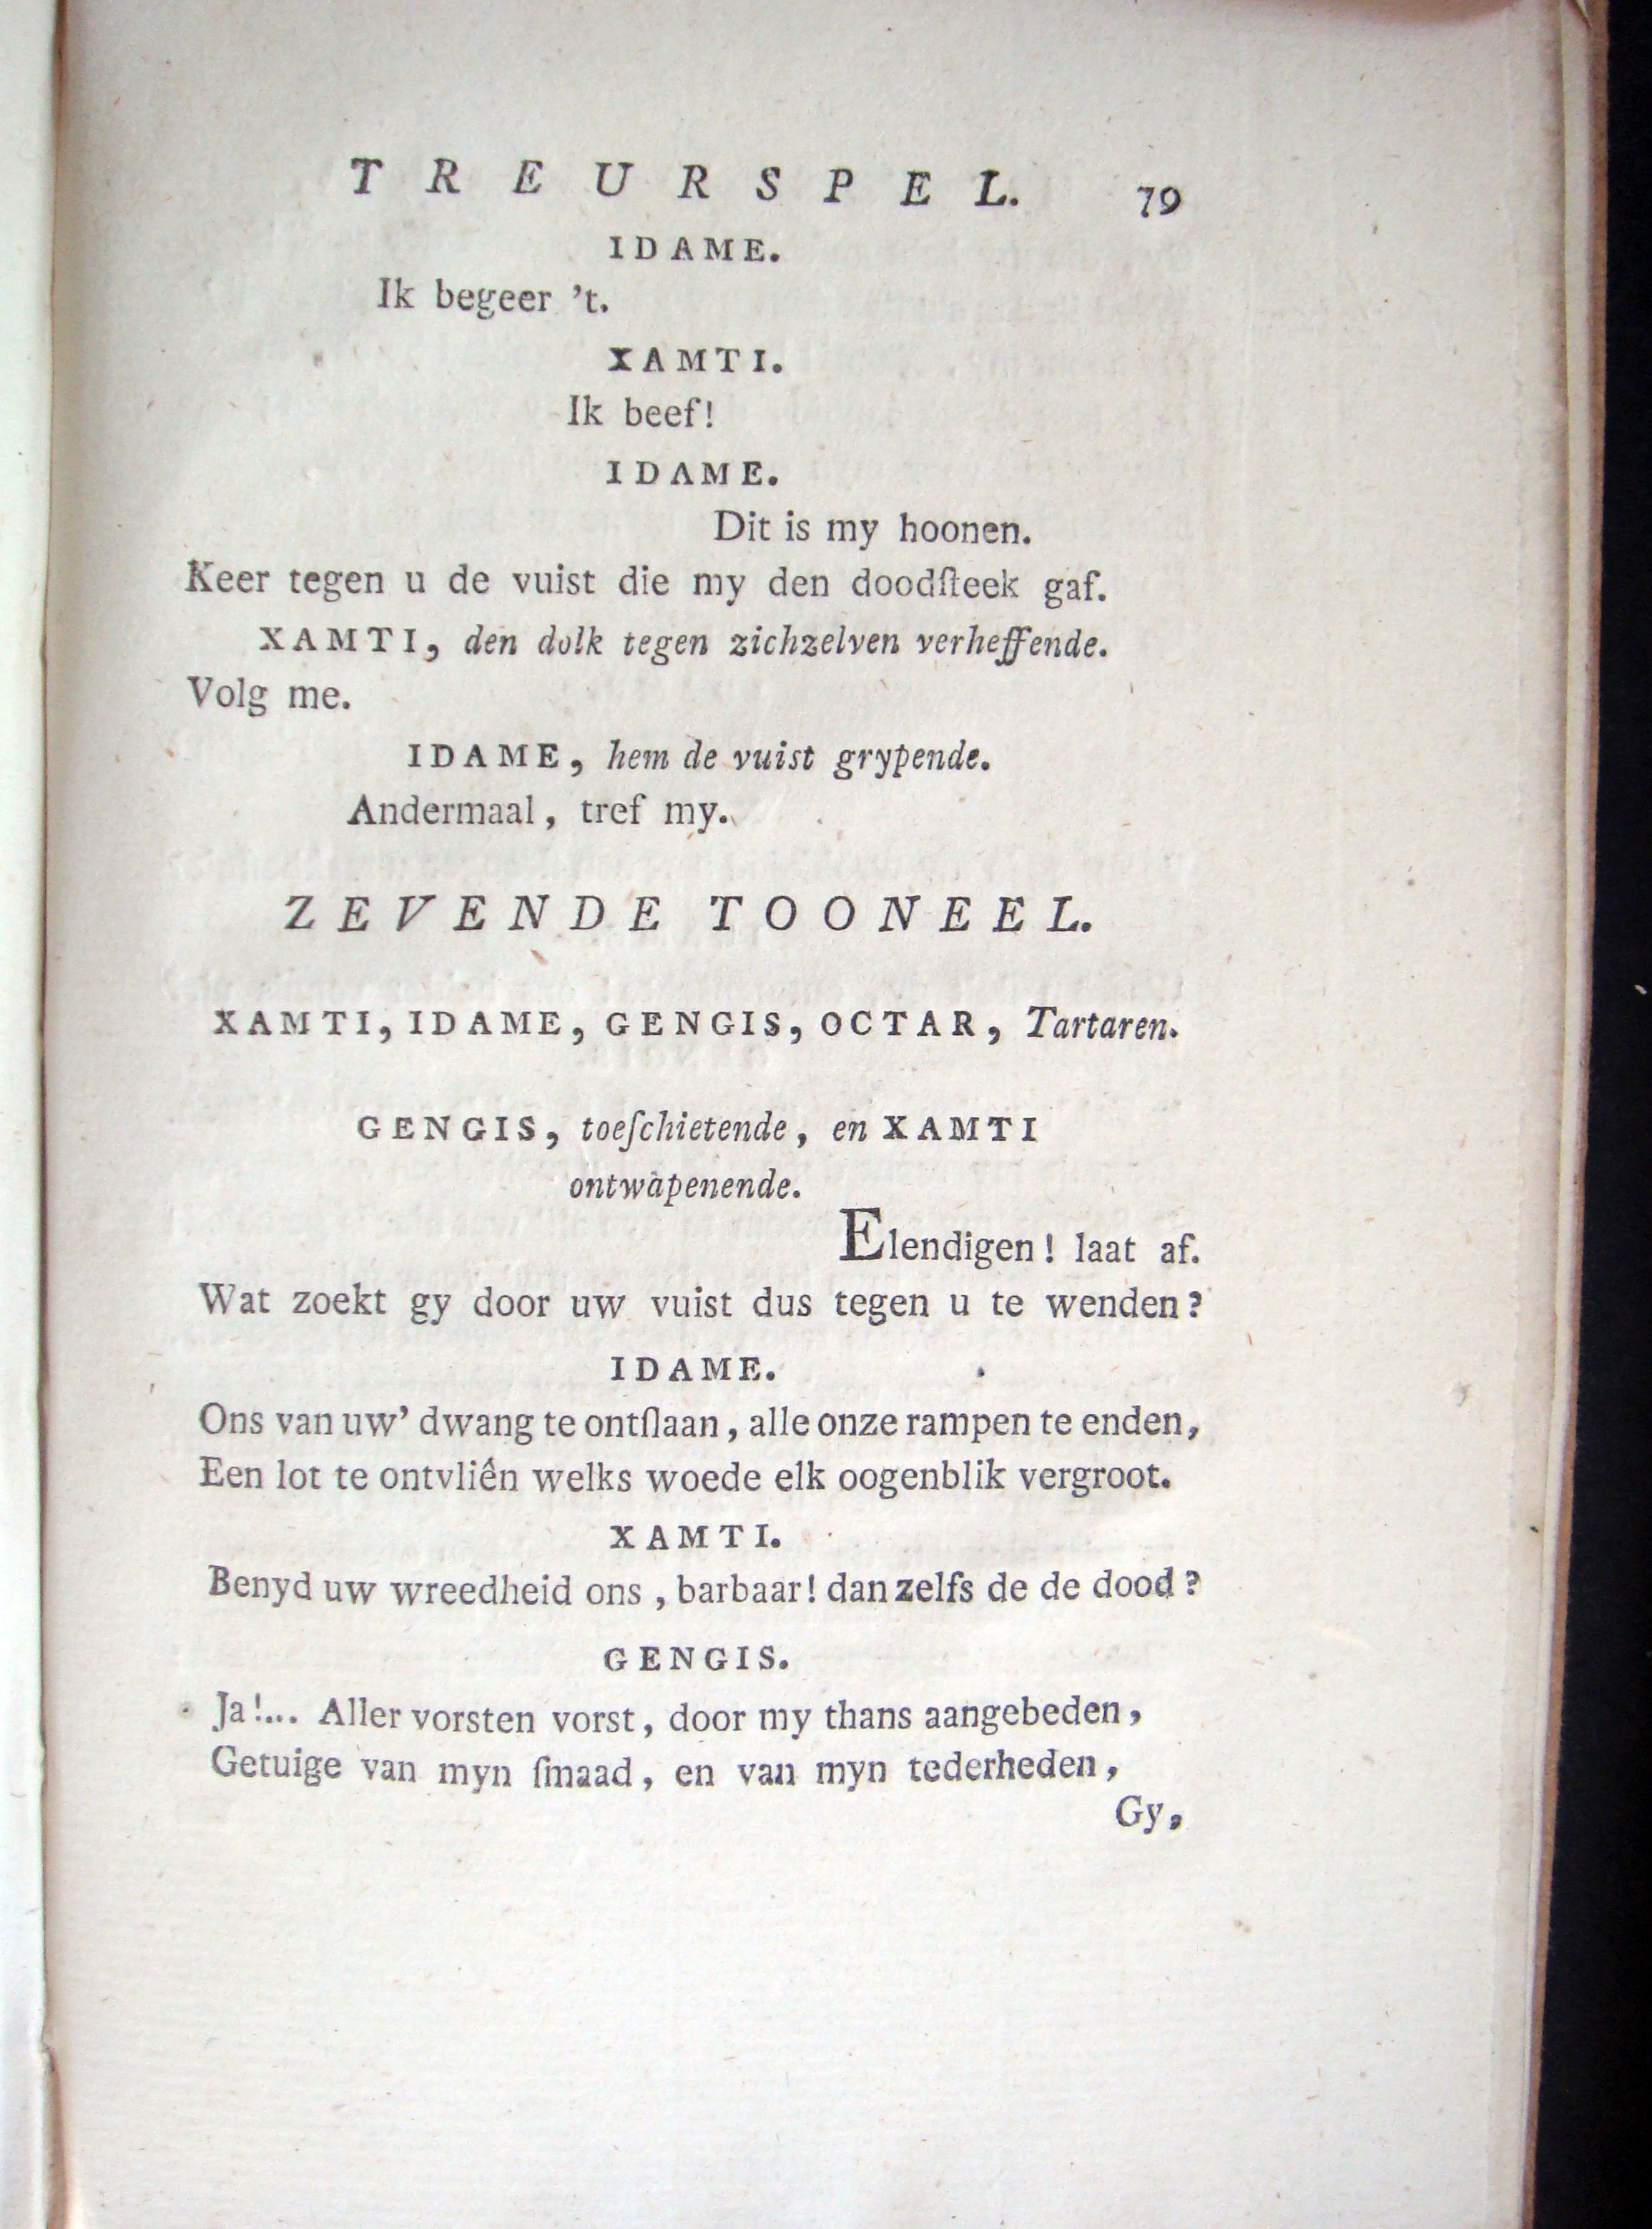 TREURSPEL. 79
IDAME.
Ik begeer 't.
XAMTI.
Ik beef!
IDAME.
Dit is my hoonen.
Keer tegen u de vuist die my den doodſteek gaf.
XAMTI, den dolk tegen zichzelven verheffende.
Volg me.
IDAME, hem de vuist grypende.
Andermaal, tref my.
ZEVENDE TOONEEL.
XAMTI, IDAME, GENGIS, OCTAR, Tartaren.
GENGIS, toeſchietende, en XAMTI
ontwapenende.
Elendigen! laat af.
Wat zoekt gy door uw vuist dus tegen u te wenden?
IDAME.
Ons van uw' dwang te ontſlaan, alle onze rampen te enden,
Een lot te ontvliên welks woede elk oogenblik vergroot.
XAMTI.
Benyd uw wreedheid ons, barbaar! dan zelfs de de dood?
GENGIS.
Ja!... Aller vorsten vorst, door my thans aangebeden,
Getuige van myn ſmaad, en van myn tederheden,
Gy,